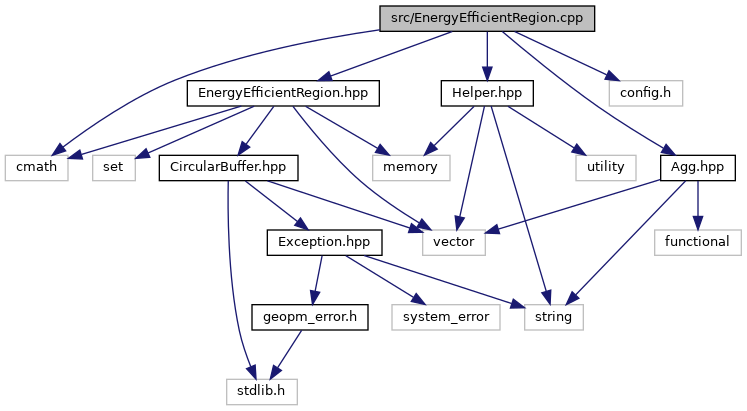 src/EnergyEfficientRegion.cpp
EnergyEfficientRegion.hpp
Helper.hpp
config.h
cmath
set
CircularBuffer.hpp
memory
utility
Agg.hpp
Exception.hpp
vector
functional
geopm_error.h
system_error
string
stdlib.h